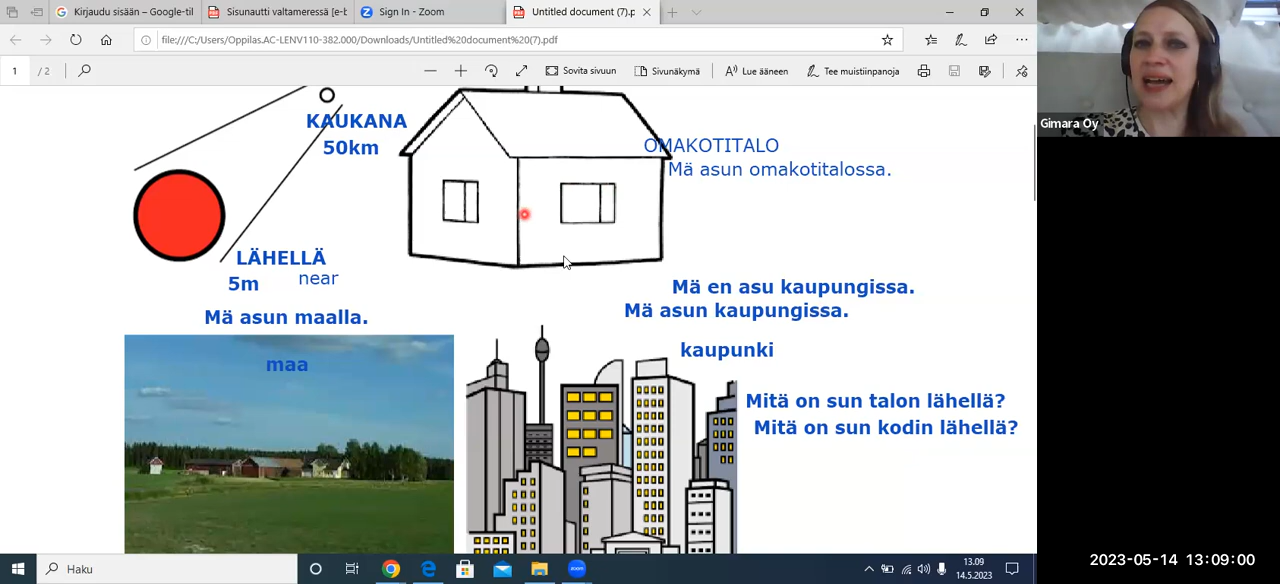 Kirjaudu sisään – Google-til
Sisunautti valtameressä [e-b
Sign In - Zoom
Untitled document (7).p
file:///C:/Users/Oppilas.AC-LENV110-382.000/Downloads/Untitled%20document%20(7).pdf
1 / 2
Sovita sivuun
Sivunäkymä
Lue ääneen
Tee muistiinpanoja
Gimara Oy
KAUKANA
50km
OMAKOTITALO
Mä asun omakotitalossa.
LÄHELLÄ
5m
near
Mä en asu kaupungissa.
Mä asun kaupungissa.
Mä asun maalla.
kaupunki
maa
Mitä on sun talon lähellä?
Mitä on sun kodin lähellä?
Haku
zoom
13.09
14.5.2023
2023-05-14 13:09:00